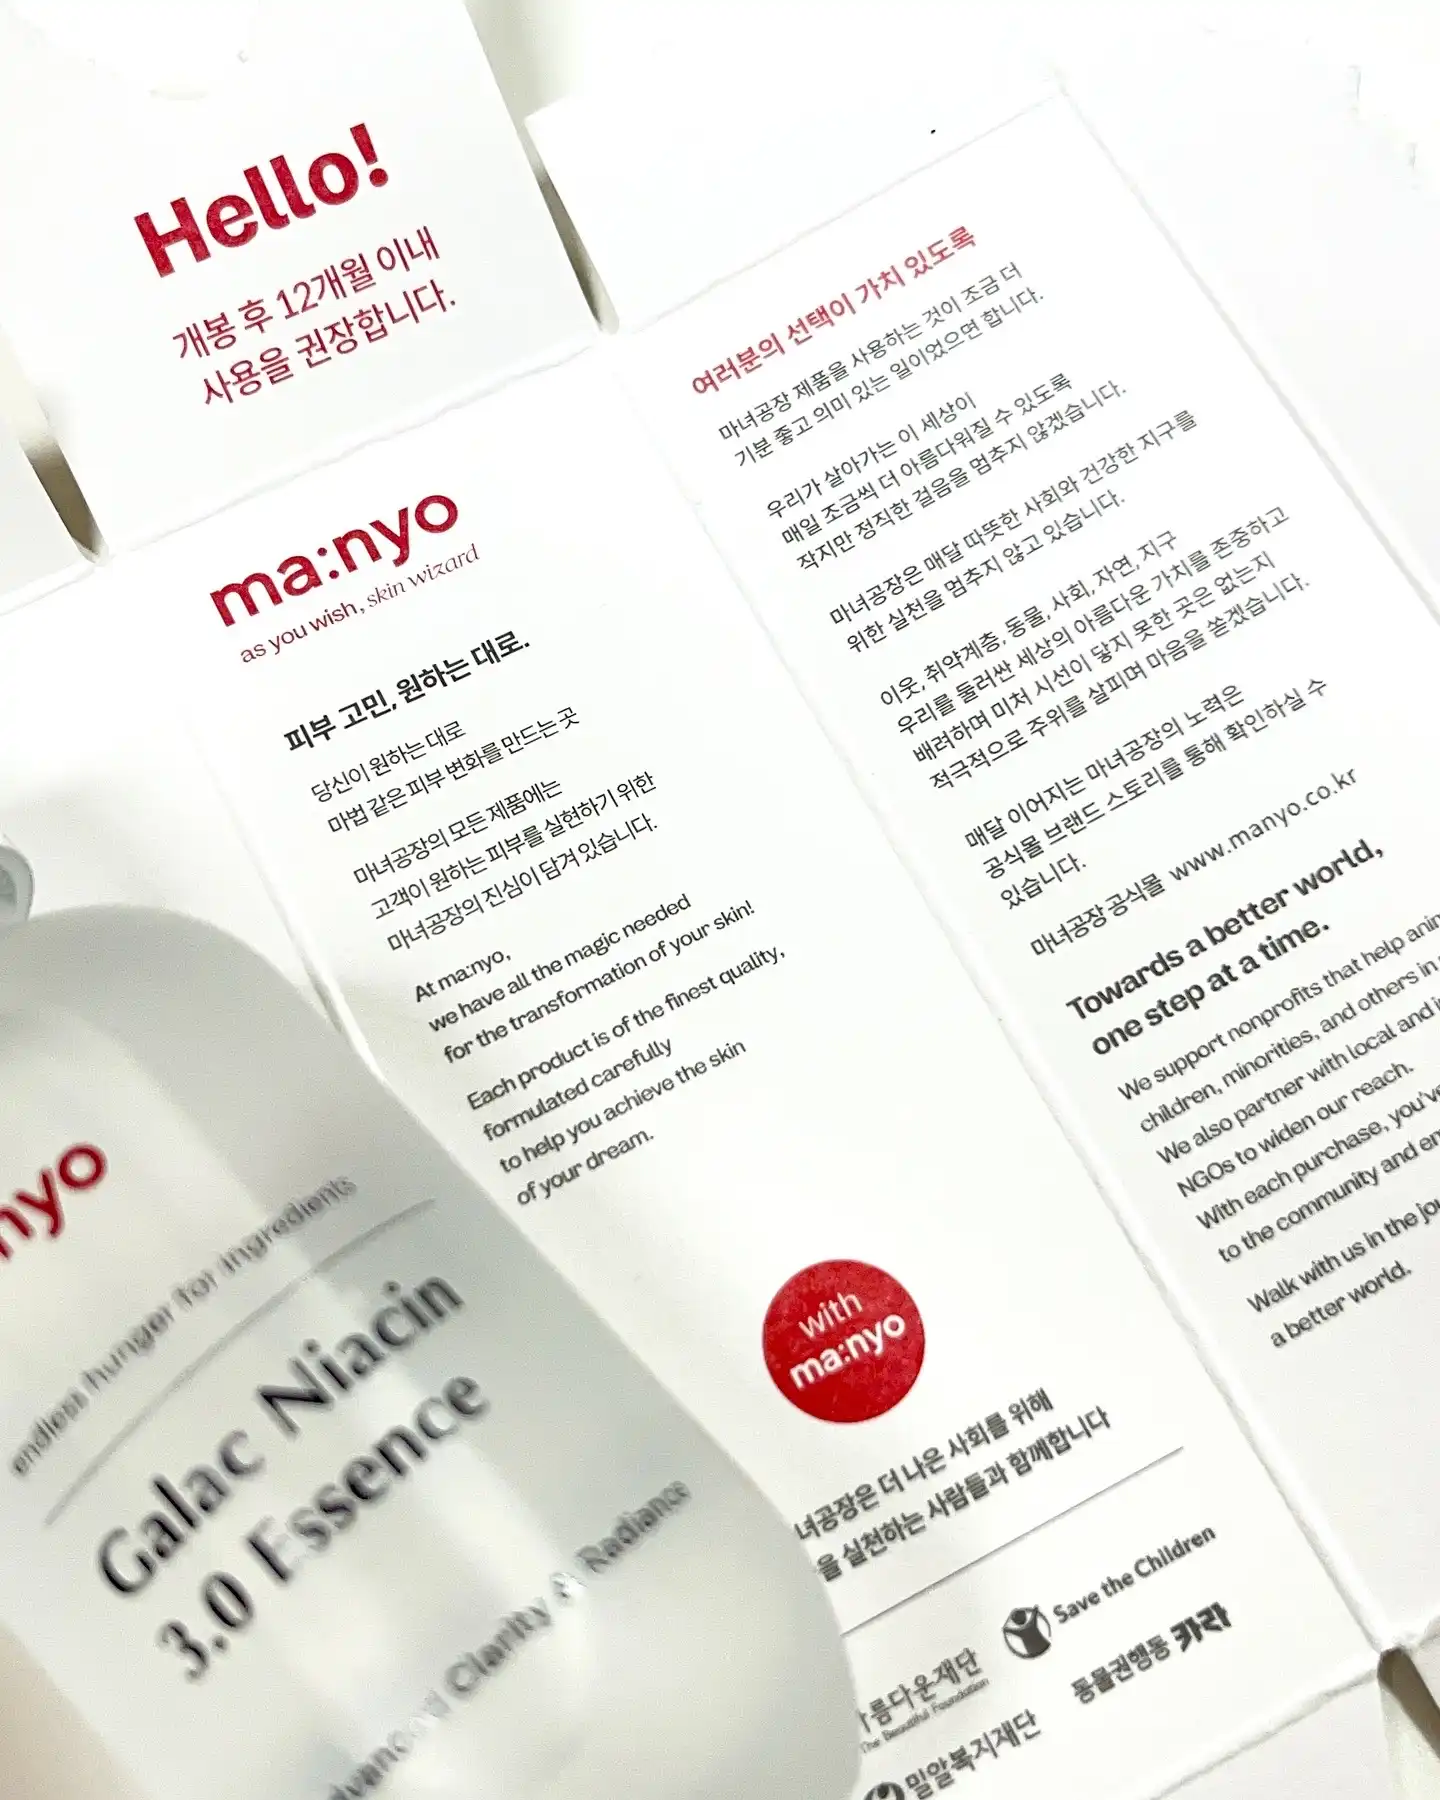 Hello!
개봉 후 12개월 이내
사용을 권장합니다.
ma:nyo
as you wish, skin wizard
피부 고민, 원하는 대로.
당신이 원하는 대로
마법 같은 피부 변화를 만드는 곳
마녀공장의 모든 제품에는
고객이 원하는 피부를 실현하기 위한
마녀공장의 진심이 담겨 있습니다.
At ma:nyo,
we have all the magic needed
for the transformation of your skin!
Each product is of the finest quality,
formulated carefully
to help you achieve the skin
of your dream.
여러분의 선택이 가치 있도록
마녀공장 제품을 사용하는 것이 조금 더
기분 좋고 의미 있는 일이었으면 합니다.
우리가 살아가는 이 세상이
매일 조금씩 더 아름다워질 수 있도록
작지만 정직한 걸음을 멈추지 않겠습니다.
마녀공장은 매달 따뜻한 사회와 건강한 지구를
위한 실천을 멈추지 않고 있습니다.
이웃, 취약계층, 동물, 사회, 자연, 지구
우리를 둘러싼 세상의 아름다운 가치를 존중하고
배려하며 미처 시선이 닿지 못한 곳은 없는지
적극적으로 주위를 살피며 마음을 쏟겠습니다.
매달 이어지는 마녀공장의 노력은
공식몰 브랜드 스토리를 통해 확인하실 수
있습니다.
마녀공장 공식몰 www.manyo.co.kr
Towards a better world,
one step at a time.
We support nonprofits that help
children, minorities, and others in
We also partner with local and
NGOs to widen our reach.
With each purchase, you've
to the community and
Walk with us in the
a better world.
with
ma:nyo
녀공장은 더 나은 사회를 위해
을 실천하는 사람들과 함께합니다
Save the Children
름다운재단
The Beautiful Foundation
동물권행동 카라
밀알복지재단
nyo
endless hunger for ingredients
Galac Niacin
3.0 Essence
Clarity & Radiance